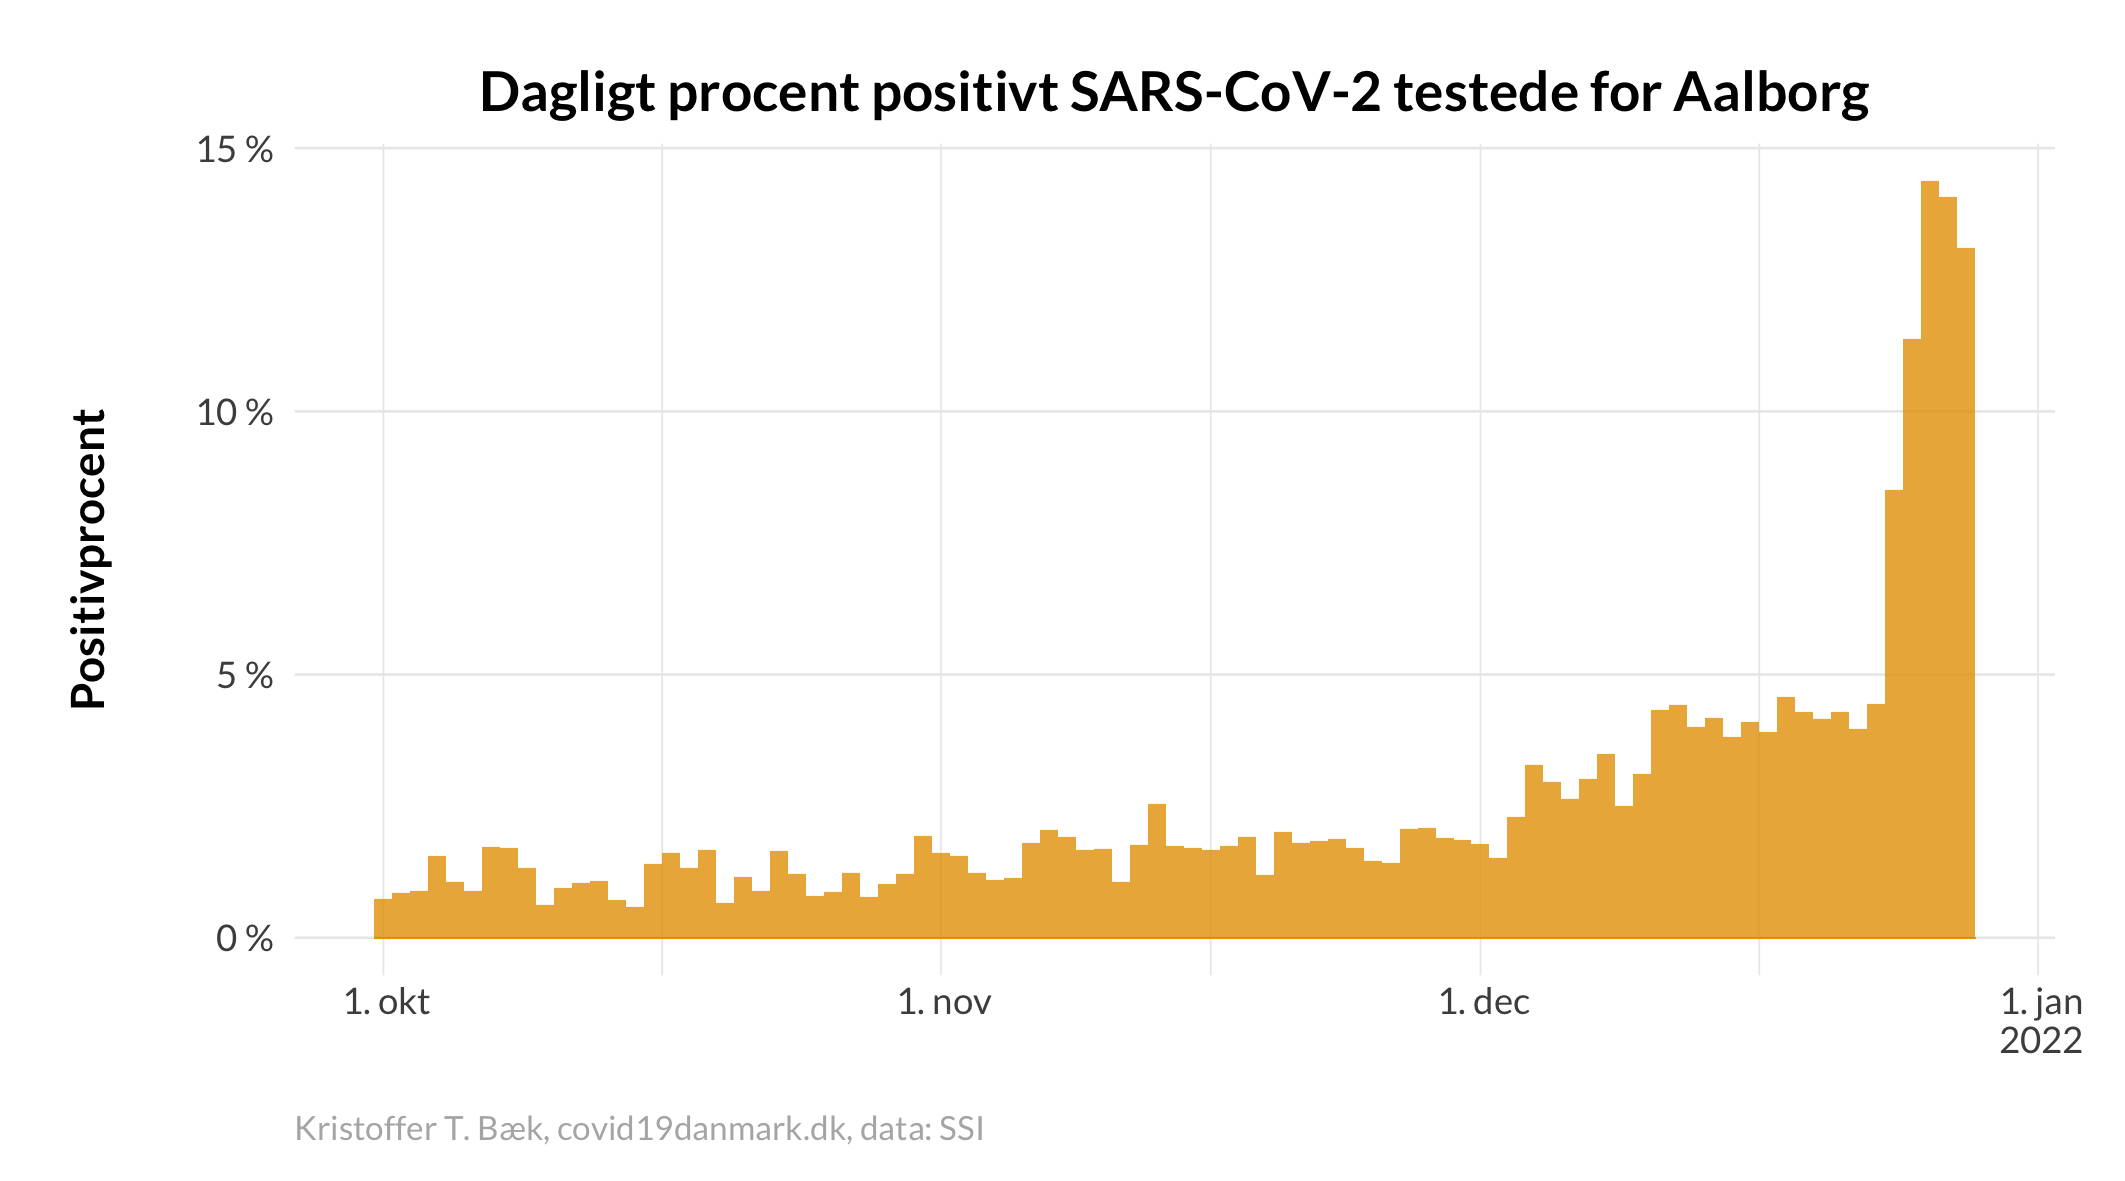 Dagligt procent positivt SARS-CoV-2 testede for Aalborg
Positivprocent
15 %
10 %
5 %
0 %
1. okt
1. nov
1. dec
1. jan
2022
Kristoffer T. Bæk, covid19danmark.dk, data: SSI